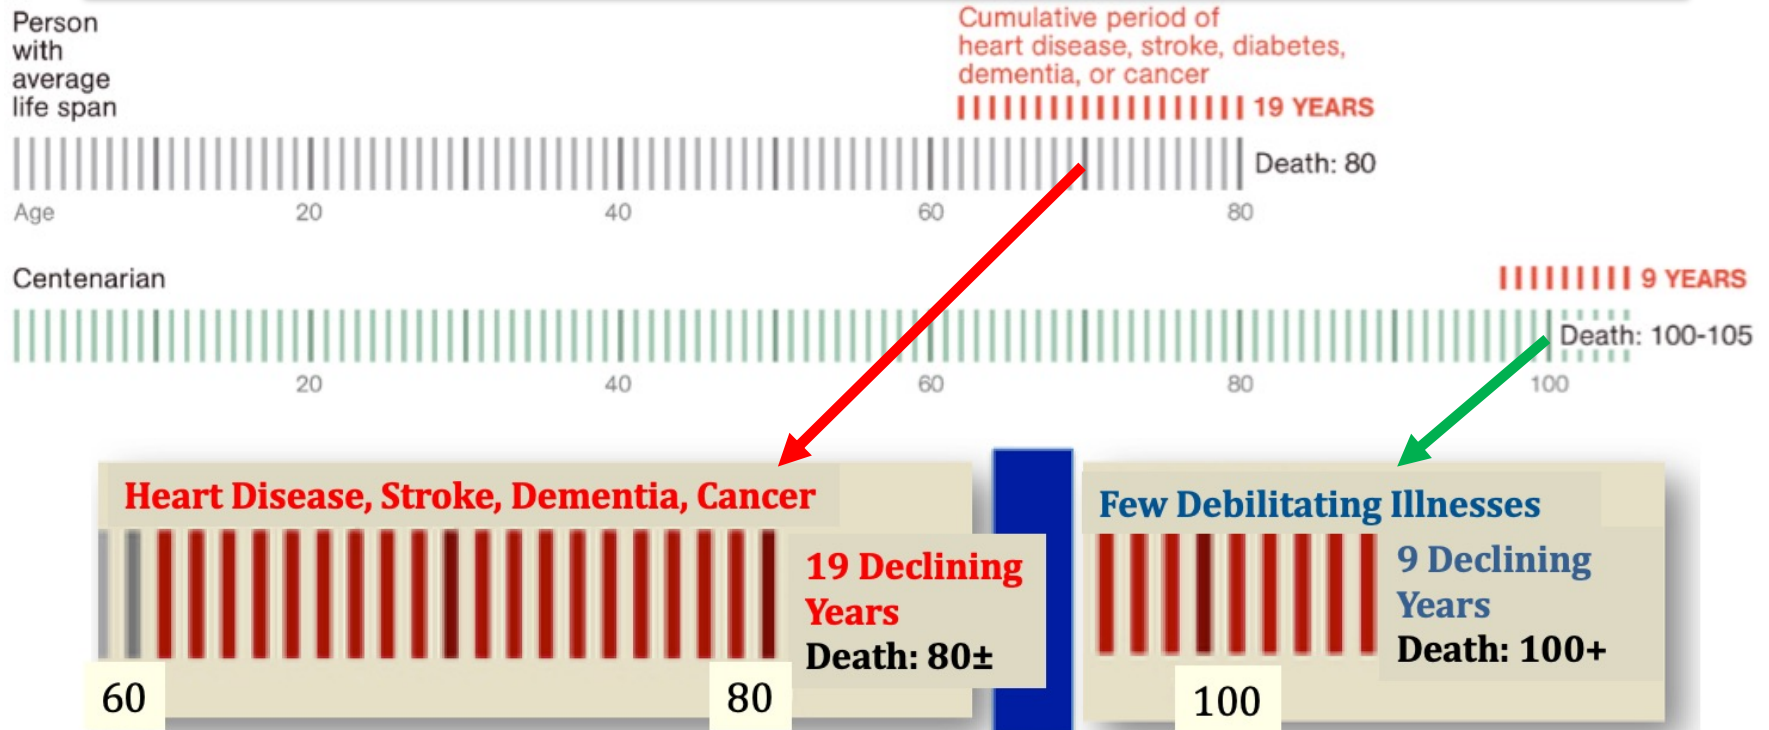 Person
with
average
life span
Cumulative period of
heart disease, stroke, diabetes,
dementia, or cancer
19 YEARS
Death: 80
Age
20
40
60
80
Centenarian
9 YEARS
Death: 100-105
20
40
60
80
100
Heart Disease, Stroke, Dementia, Cancer
19 Declining
Years
Death: 80±
60
80
Few Debilitating Illnesses
9 Declining
Years
Death: 100+
100